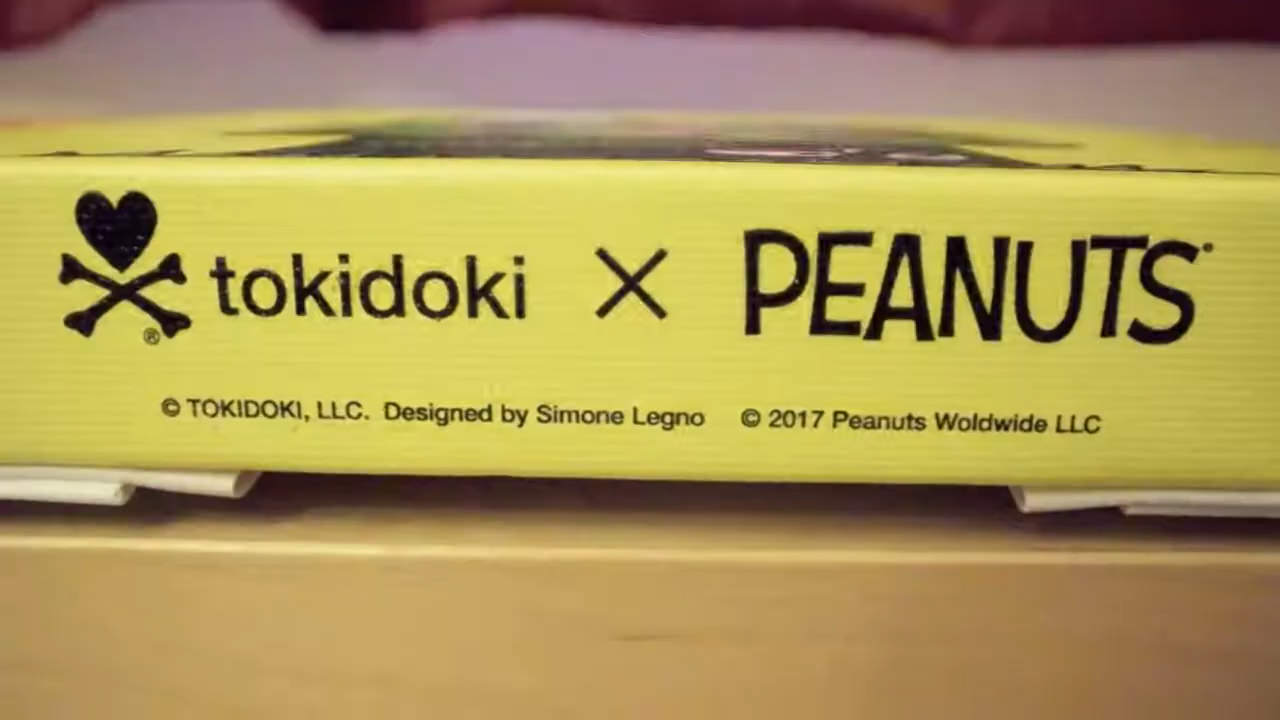 tokidoki × PEANUTS
® 
© TOKIDOKI, LLC. Designed by Simone Legno © 2017 Peanuts Woldwide LLC